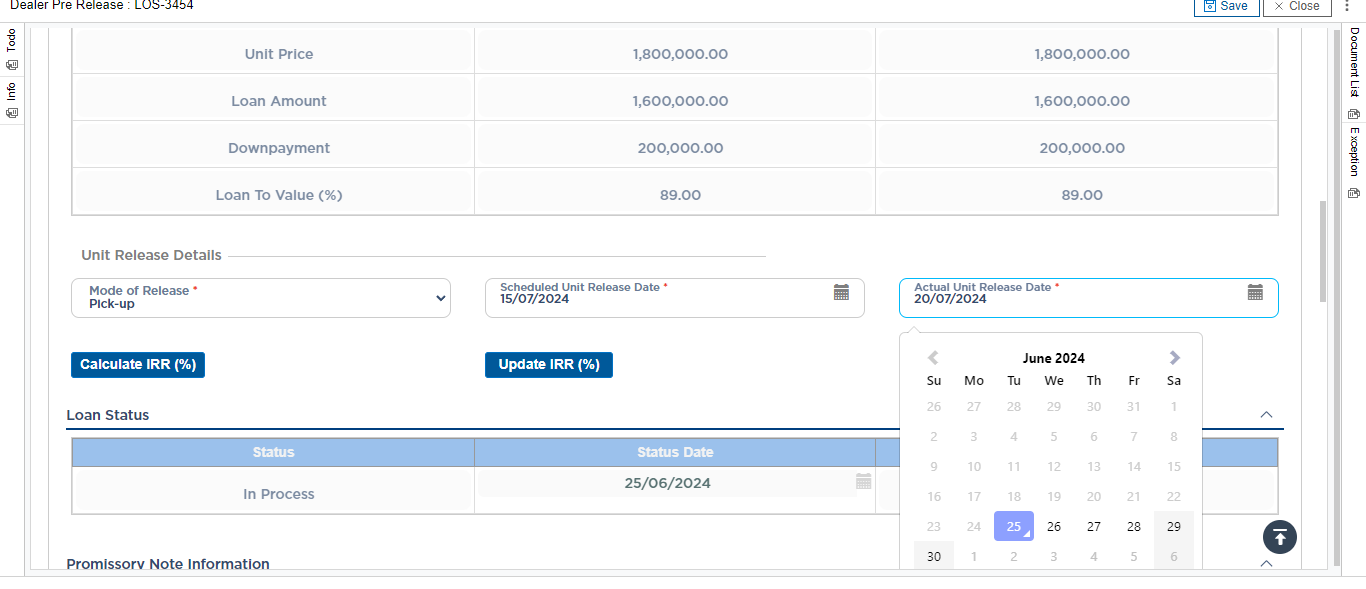 Dealer Pre Release : LOS-3454
Save
Close
Todo
Info
Document List
Exception
Unit Price 1,800,000.00 1,800,000.00
Loan Amount 1,600,000.00 1,600,000.00
Downpayment 200,000.00 200,000.00
Loan To Value (%) 89.00 89.00
Unit Release Details
Mode of Release *
Pick-up
Scheduled Unit Release Date *
15/07/2024
Actual Unit Release Date *
20/07/2024
Calculate IRR (%)
Update IRR (%)
June 2024
Su Mo Tu We Th Fr Sa
26 27 28 29 30 31 1
2 3 4 5 6 7 8
9 10 11 12 13 14 15
16 17 18 19 20 21 22
23 24 25 26 27 28 29
30 1 2 3 4 5 6
Loan Status
Status Status Date
In Process 25/06/2024
Promissory Note Information